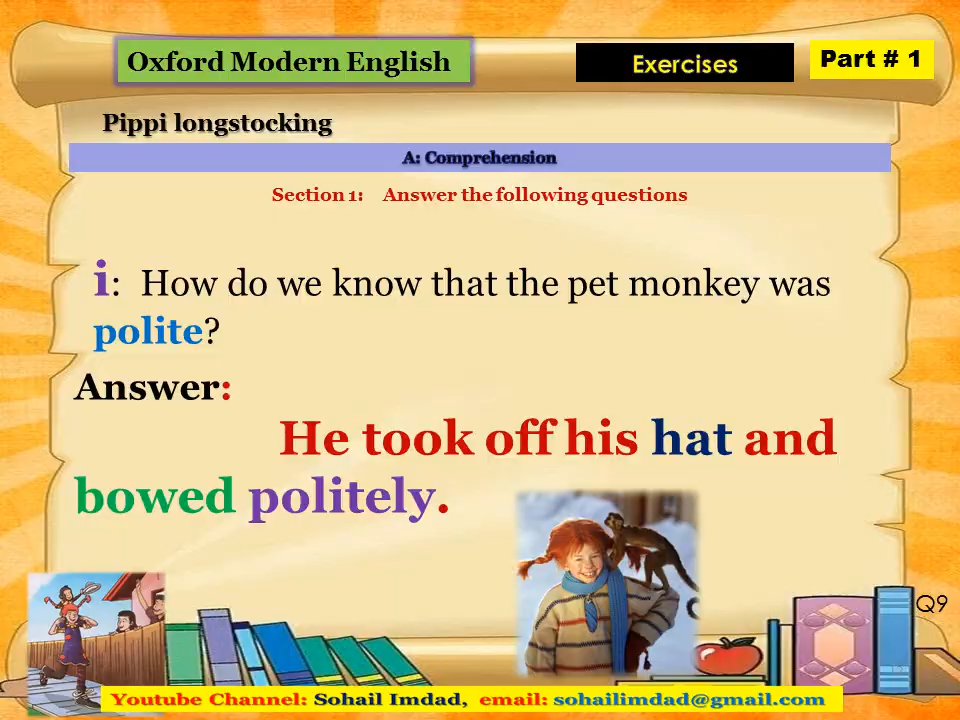 Oxford Modern English
Exercises
Part # 1
Pippi longstocking
A: Comprehension
Section 1: Answer the following questions
i: How do we know that the pet monkey was
polite?
Answer:
He took off his hat and
bowed politely.
Q9
Youtube Channel: Sohail Imdad, email: sohailimdad@gmail.com